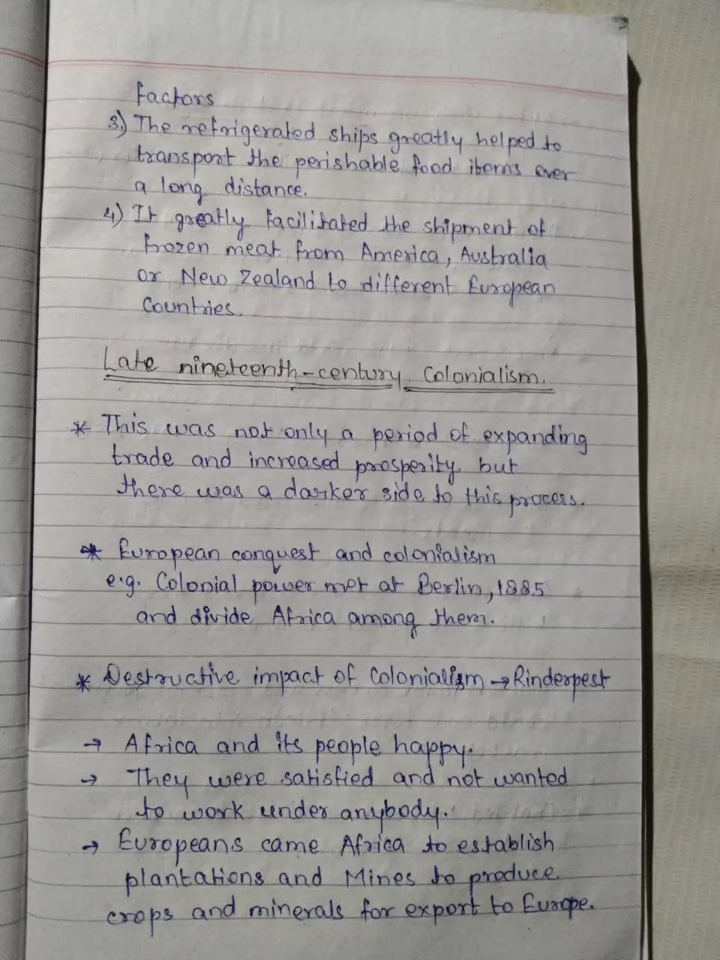 factors
3) The refrigerated ships greatly helped to
transport the perishable food items over
a long distance.
4) It greatly facilitated the shipment of
frozen meat from America, Australia
or New Zealand to different European
Countries.
Late nineteenth-century Colonialism.
* This was not only a period of expanding
trade and increased prosperity but
there was a darker side to this process.
* European conquest and colonialism
e.g. Colonial power met at Berlin, 1885
and divide Africa among them.
* Destructive impact of Colonialism → Rinderpest
→ Africa and its people happy.
→ They were satisfied and not wanted
to work under anybody.
→ Europeans came Africa to establish
plantations and Mines to produce
crops and minerals for export to Europe.